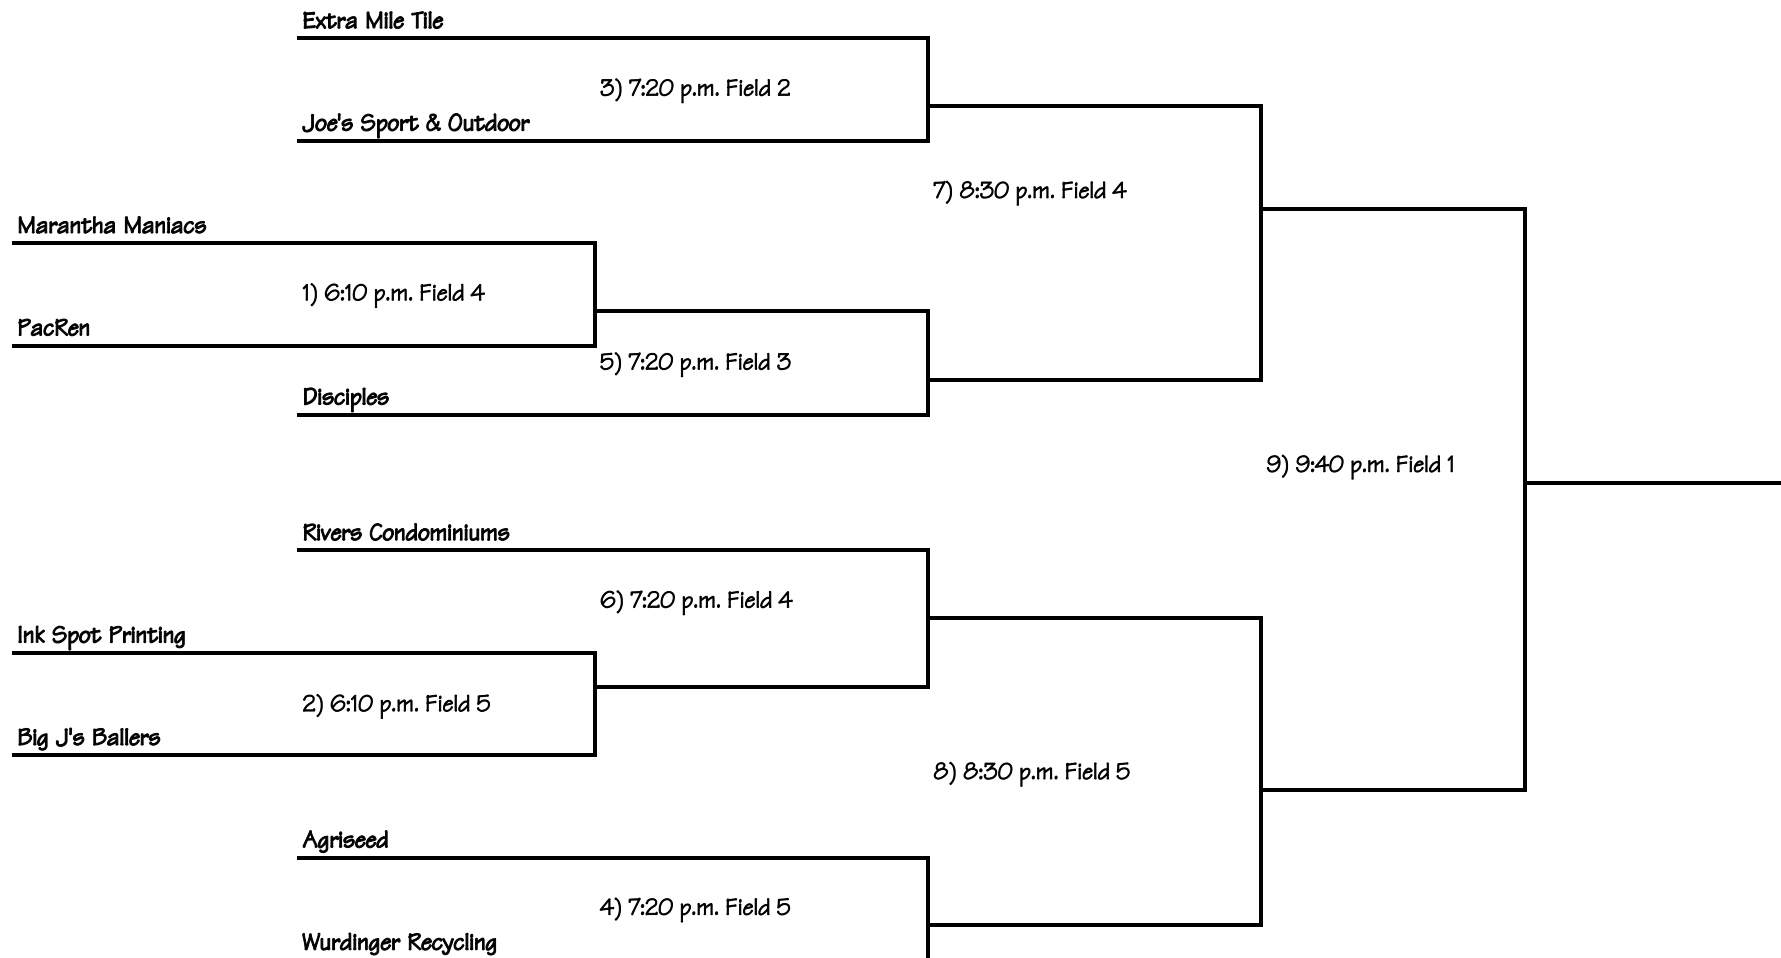 Extra Mile Tile
3) 7:20 p.m. Field 2
Joe's Sport & Outdoor
7) 8:30 p.m. Field 4
Marantha Maniacs
1) 6:10 p.m. Field 4
PacRen
5) 7:20 p.m. Field 3
Disciples
9) 9:40 p.m. Field 1
Rivers Condominiums
6) 7:20 p.m. Field 4
Ink Spot Printing
2) 6:10 p.m. Field 5
Big J's Ballers
8) 8:30 p.m. Field 5
Agriseed
4) 7:20 p.m. Field 5
Wurdinger Recycling